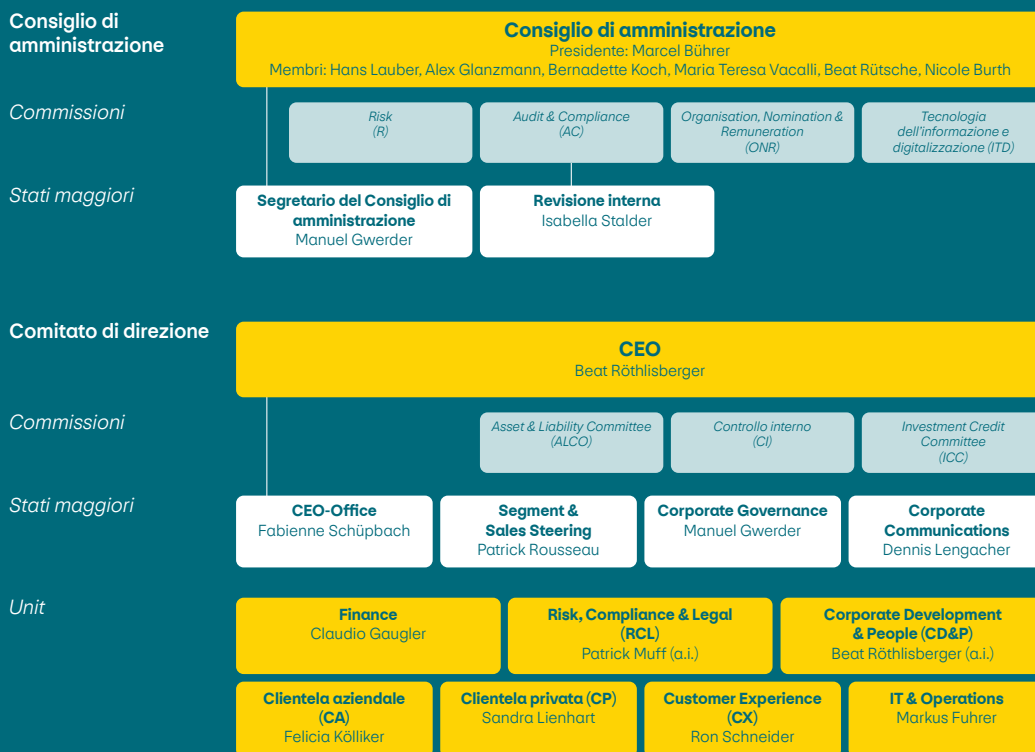 Consiglio di
amministrazione
Consiglio di amministrazione
Presidente: Marcel Bührer
Membri: Hans Lauber, Alex Glanzmann, Bernadette Koch, Maria Teresa Vacalli, Beat Rütsche, Nicole Burth
Commissioni
Risk
(R)
Audit & Compliance
(AC)
Organisation, Nomination &
Remuneration
(ONR)
Tecnologia
dell'informazione e
digitalizzazione (ITD)
Stati maggiori
Segretario del Consiglio di
amministrazione
Manuel Gwerder
Revisione interna
Isabella Stalder
Comitato di direzione
CEO
Beat Röthlisberger
Commissioni
Asset & Liability Committee
(ALCO)
Controllo interno
(CI)
Investment Credit
Committee
(ICC)
Stati maggiori
CEO-Office
Fabienne Schüpbach
Segment &
Sales Steering
Patrick Rousseau
Corporate Governance
Manuel Gwerder
Corporate
Communications
Dennis Lengacher
Unit
Finance
Claudio Gaugler
Risk, Compliance & Legal
(RCL)
Patrick Muff (a.i.)
Corporate Development
& People (CD&P)
Beat Röthlisberger (a.i.)
Clientela aziendale
(CA)
Felicia Kölliker
Clientela privata (CP)
Sandra Lienhart
Customer Experience
(CX)
Ron Schneider
IT & Operations
Markus Fuhrer